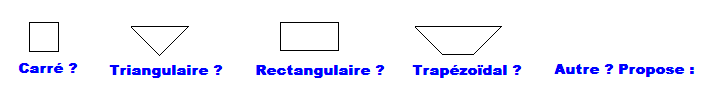 Carré ? Triangulaire ? Rectangulaire ? Trapézoïdal ? Autre ? Propose :